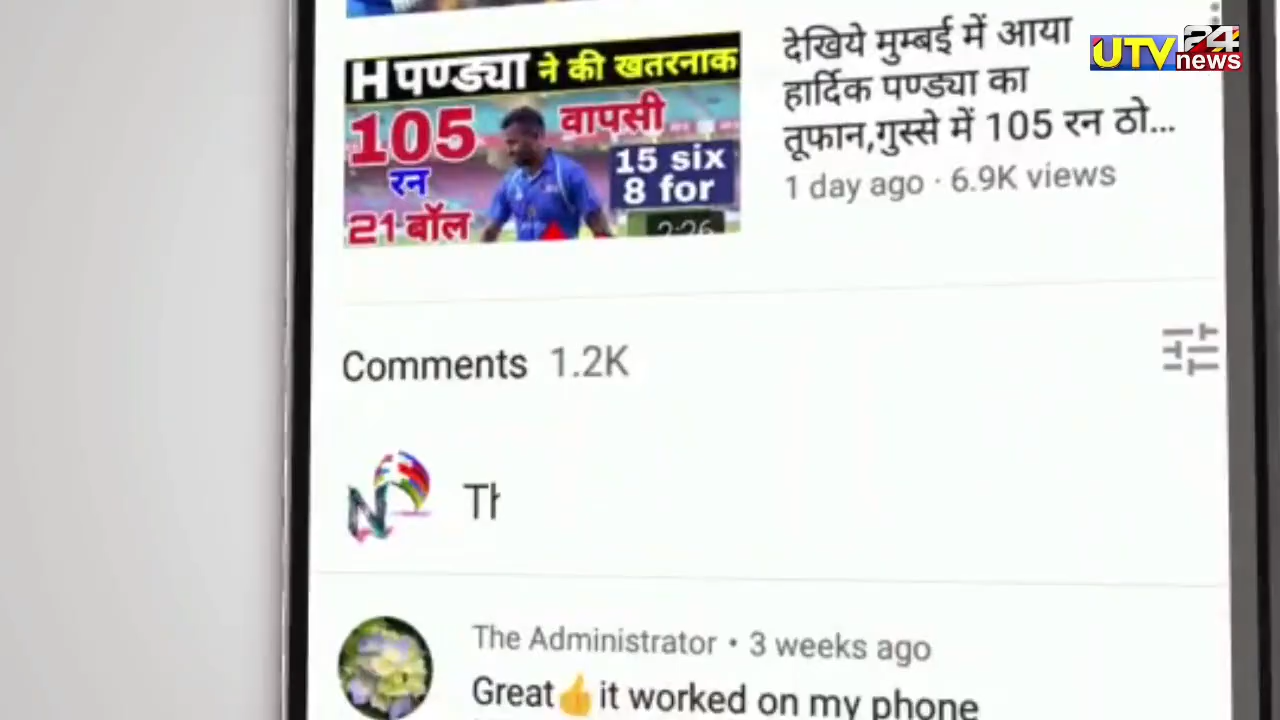 UTV 24 news
H पण्ड्या ने की खतरनाक
वापसी
105
रन
21 बॉल
15 six
8 for
2:26
देखिये मुम्बई में आया
हार्दिक पण्ड्या का
तूफान,गुस्से में 105 रन ठो...
1 day ago · 6.9K views
Comments 1.2K
N
Th
The Administrator • 3 weeks ago
Great👍it worked on my phone